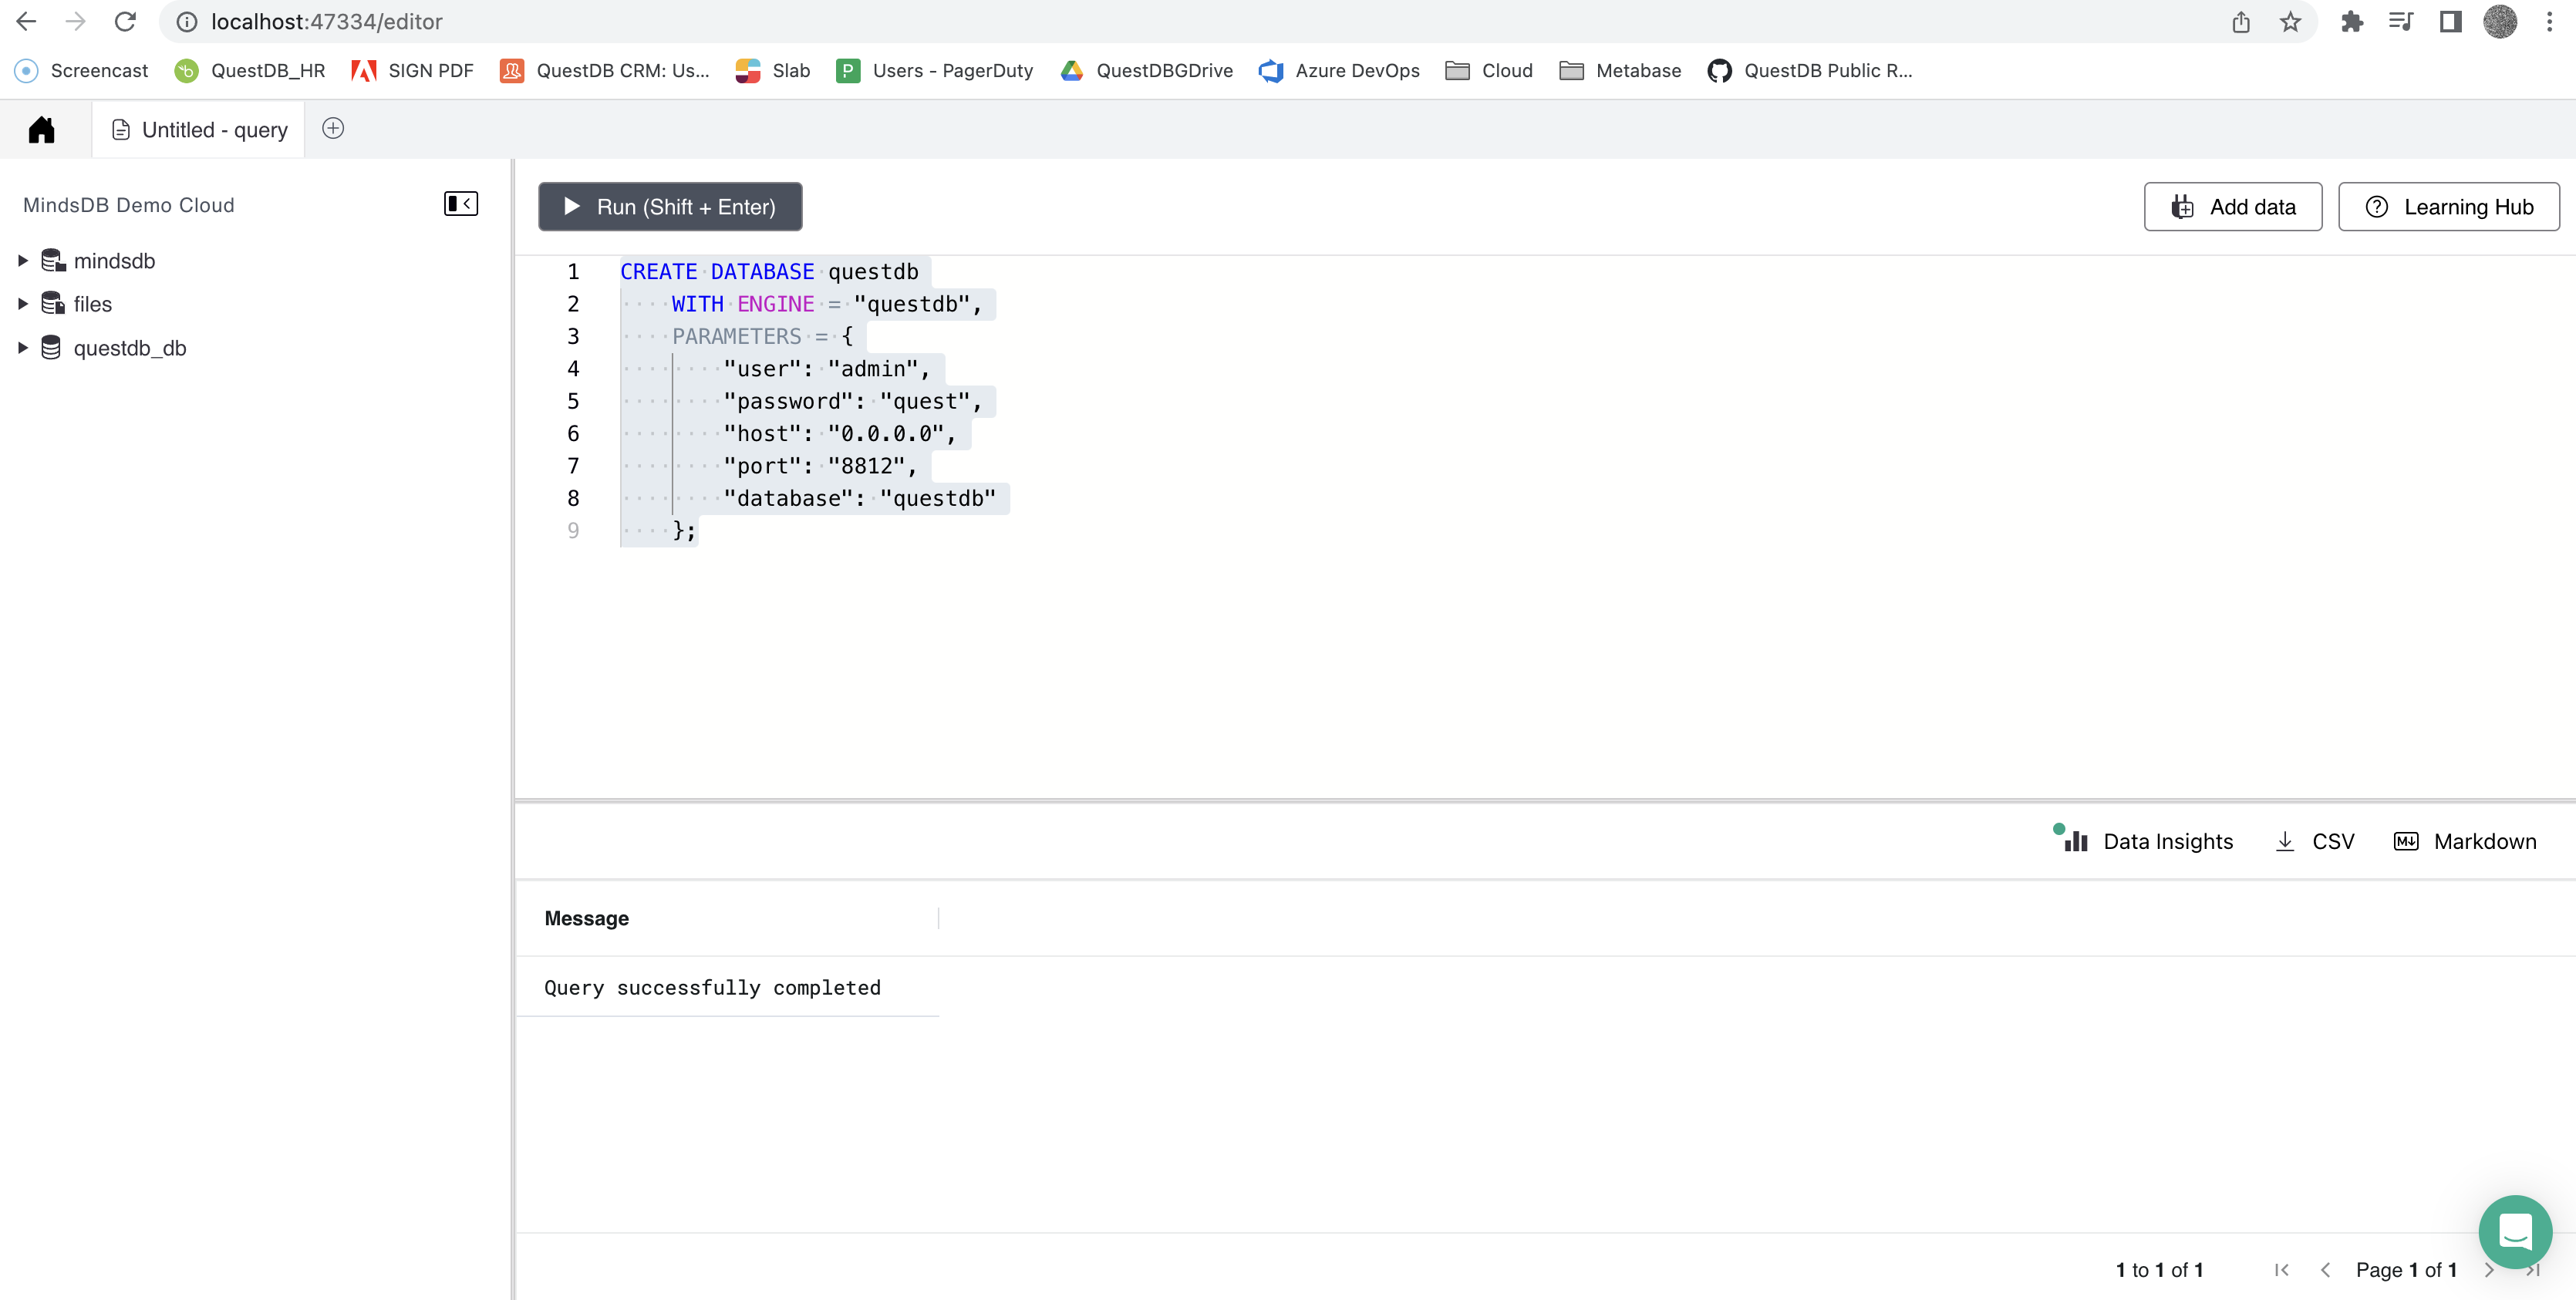 localhost:47334/editor
Screencast QuestDB_HR SIGN PDF QuestDB CRM: Us... Slab P Users - PagerDuty QuestDBGDrive Azure DevOps Cloud Metabase QuestDB Public R...
Untitled - query
MindsDB Demo Cloud
mindsdb
files
questdb_db
Run (Shift + Enter) Add data Learning Hub
1 CREATE DATABASE questdb
2 WITH ENGINE = "questdb",
3 PARAMETERS = {
4 "user": "admin",
5 "password": "quest",
6 "host": "0.0.0.0",
7 "port": "8812",
8 "database": "questdb"
9 };
Data Insights CSV M Markdown
Message
Query successfully completed
1 to 1 of 1 Page 1 of 1